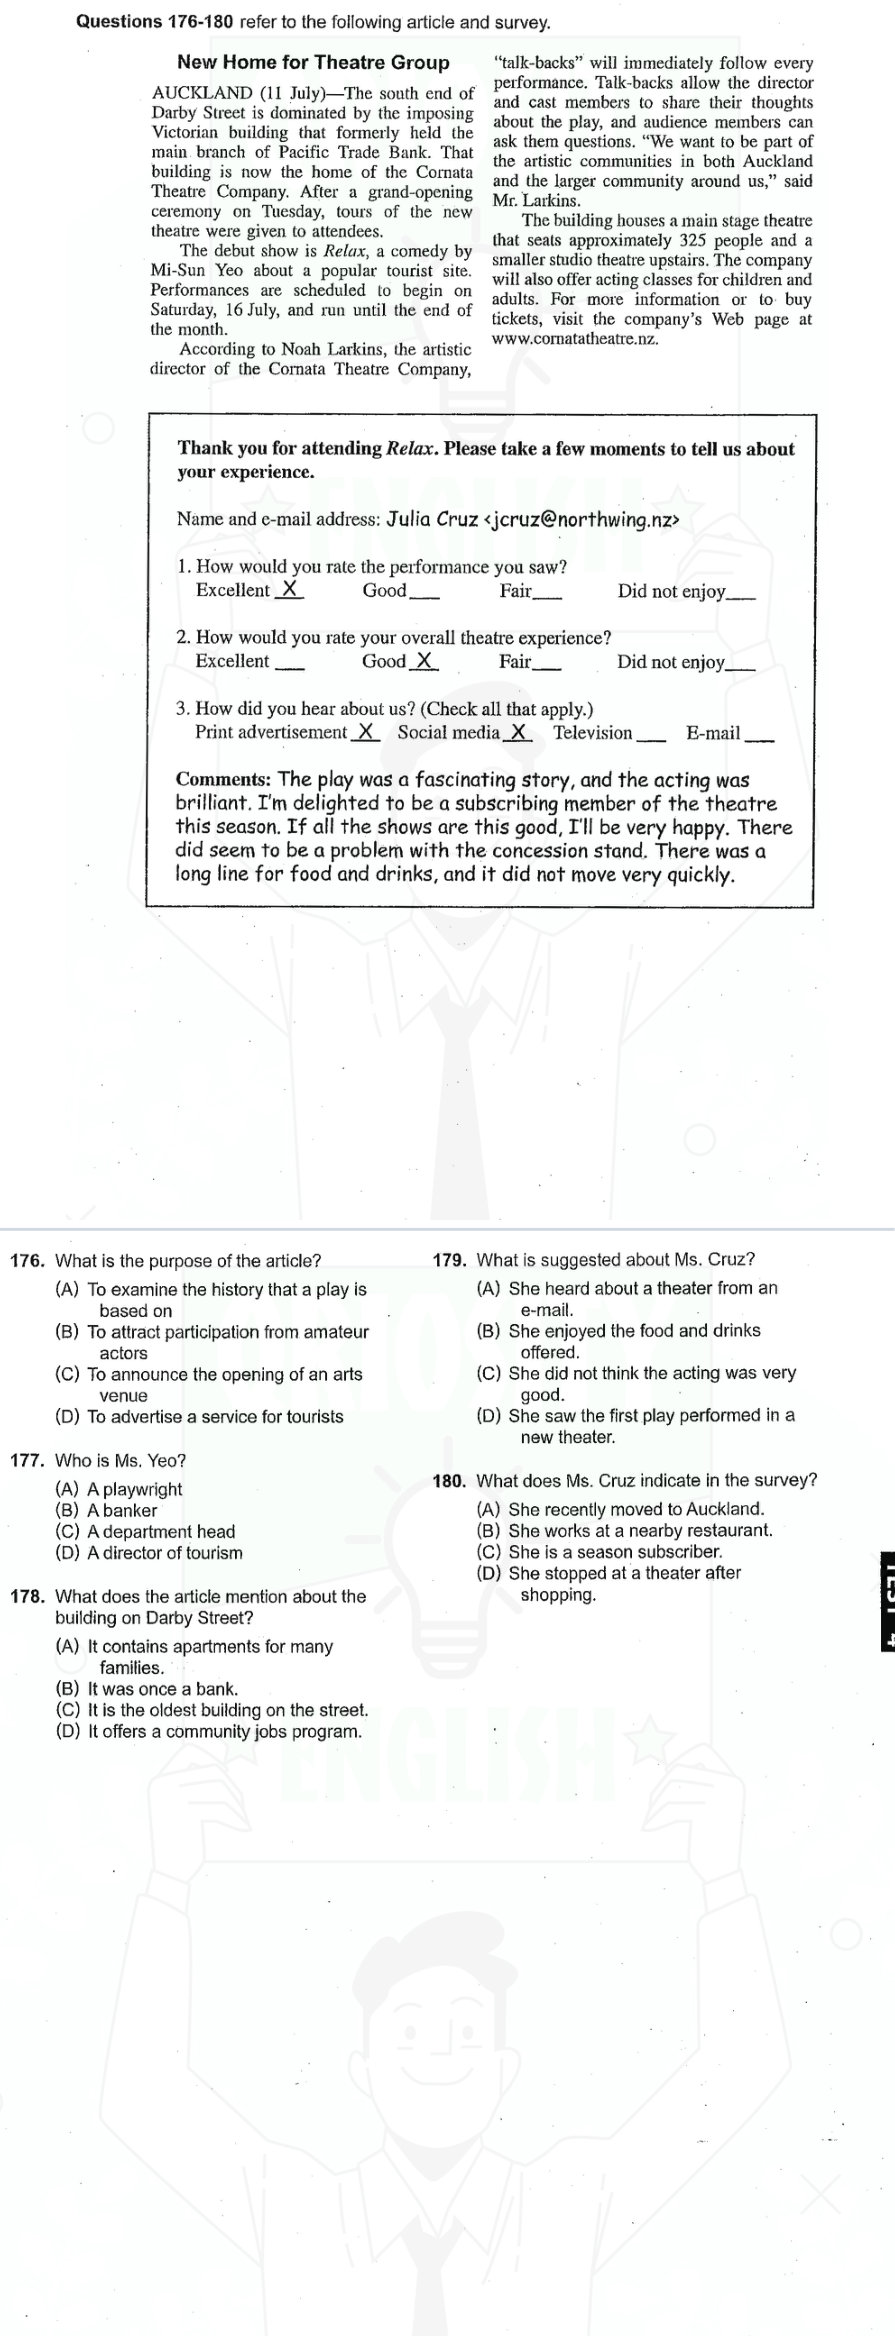 Questions 176-180 refer to the following article and survey.
New Home for Theatre Group
AUCKLAND (11 July)—The south end of
Darby Street is dominated by the imposing
Victorian building that formerly held the
main branch of Pacific Trade Bank. That
building is now the home of the Cornata
Theatre Company. After a grand-opening
ceremony on Tuesday, tours of the new
theatre were given to attendees.
The debut show is Relax, a comedy by
Mi-Sun Yeo about a popular tourist site.
Performances are scheduled to begin on
Saturday, 16 July, and run until the end of
the month.
According to Noah Larkins, the artistic
director of the Cornata Theatre Company,
“talk-backs” will immediately follow every
performance. Talk-backs allow the director
and cast members to share their thoughts
about the play, and audience members can
ask them questions. “We want to be part of
the artistic communities in both Auckland
and the larger community around us,” said
Mr. Larkins.
The building houses a main stage theatre
that seats approximately 325 people and a
smaller studio theatre upstairs. The company
will also offer acting classes for children and
adults. For more information or to buy
tickets, visit the company’s Web page at
www.cornatatheatre.nz.
Thank you for attending Relax. Please take a few moments to tell us about
your experience.
Name and e-mail address: Julia Cruz <jcruz@northwing.nz>
1. How would you rate the performance you saw?
Excellent X Good___ Fair___ Did not enjoy___
2. How would you rate your overall theatre experience?
Excellent ___ Good X Fair___ Did not enjoy___
3. How did you hear about us? (Check all that apply.)
Print advertisement X Social media X Television ___ E-mail ___
Comments: The play was a fascinating story, and the acting was
brilliant. I'm delighted to be a subscribing member of the theatre
this season. If all the shows are this good, I'll be very happy. There
did seem to be a problem with the concession stand. There was a
long line for food and drinks, and it did not move very quickly.
176. What is the purpose of the article?
(A) To examine the history that a play is
based on
(B) To attract participation from amateur
actors
(C) To announce the opening of an arts
venue
(D) To advertise a service for tourists
177. Who is Ms. Yeo?
(A) A playwright
(B) A banker
(C) A department head
(D) A director of tourism
178. What does the article mention about the
building on Darby Street?
(A) It contains apartments for many
families.
(B) It was once a bank.
(C) It is the oldest building on the street.
(D) It offers a community jobs program.
179. What is suggested about Ms. Cruz?
(A) She heard about a theater from an
e-mail.
(B) She enjoyed the food and drinks
offered.
(C) She did not think the acting was very
good.
(D) She saw the first play performed in a
new theater.
180. What does Ms. Cruz indicate in the survey?
(A) She recently moved to Auckland.
(B) She works at a nearby restaurant.
(C) She is a season subscriber.
(D) She stopped at a theater after
shopping.
TEST 4
ENGLISH